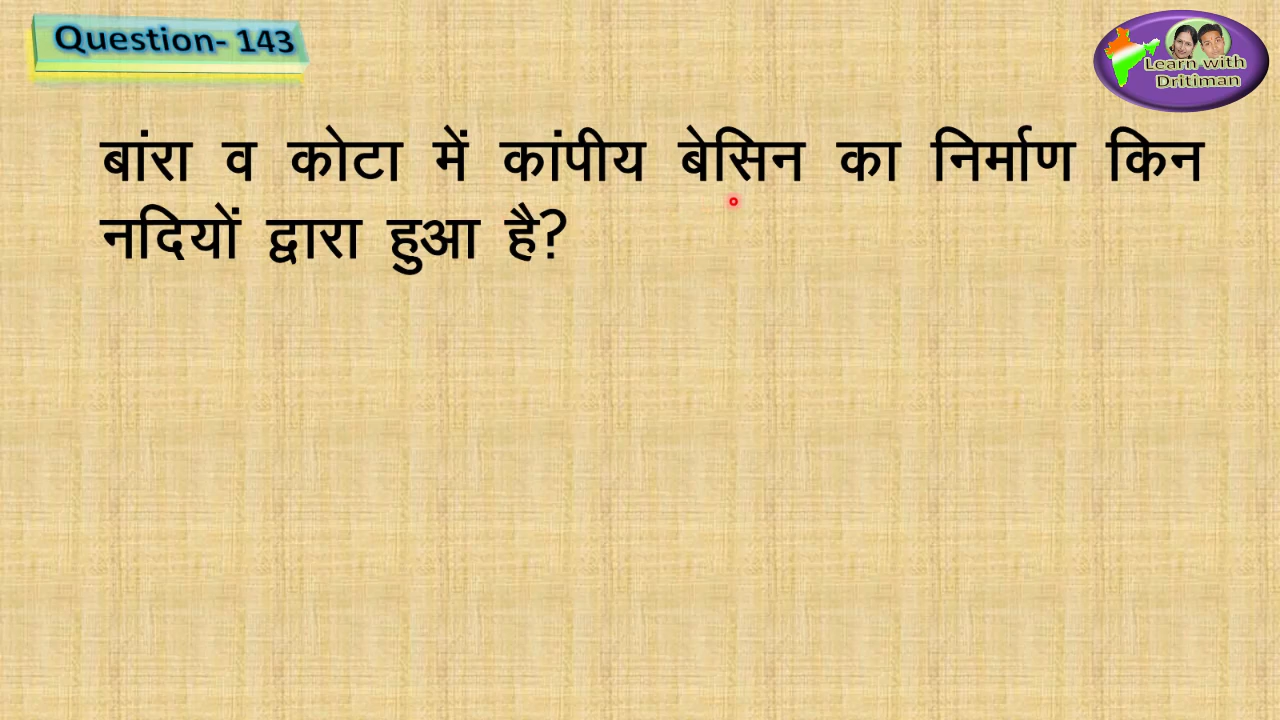 Question- 143
Learn with
Dritiman
बांरा व कोटा में कांपीय बेसिन का निर्माण किन
नदियों द्वारा हुआ है?